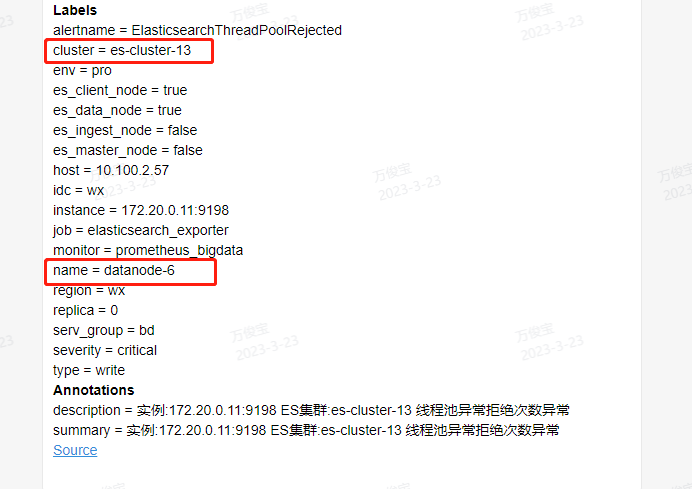 Labels
alertname = ElasticsearchThreadPoolRejected
cluster = es-cluster-13
env = pro
es_client_node = true
es_data_node = true
es_ingest_node = false
es_master_node = false
host = 10.100.2.57
idc = wx
instance = 172.20.0.11:9198
job = elasticsearch_exporter
monitor = prometheus_bigdata
name = datanode-6
region = wx
replica = 0
serv_group = bd
severity = critical
type = write
Annotations
description = 实例:172.20.0.11:9198 ES集群:es-cluster-13 线程池异常拒绝次数异常
summary = 实例:172.20.0.11:9198 ES集群:es-cluster-13 线程池异常拒绝次数异常
Source
万俊宝
2023-3-23
万俊宝
2023-3-23
万俊宝
2023-3-23
万俊宝
2023-3-23
万俊宝
2023-3-23